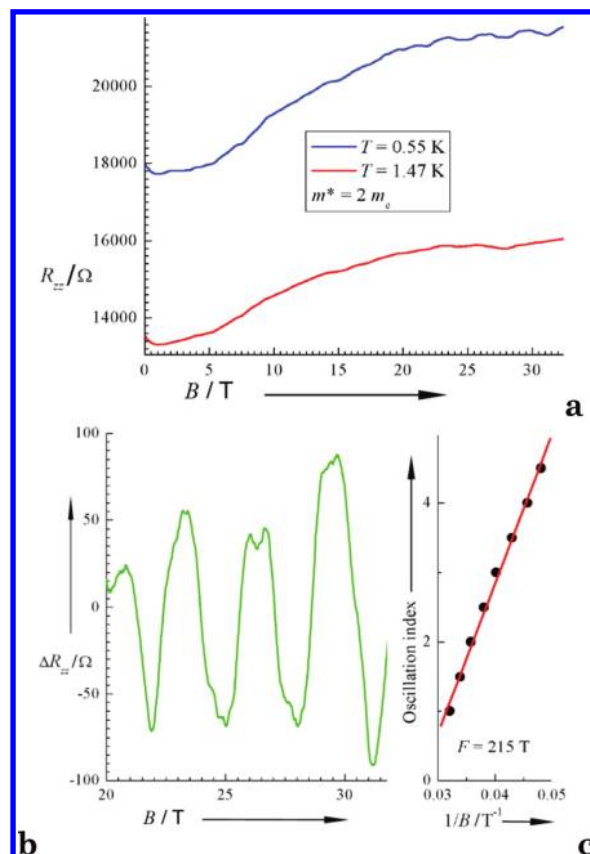 20000
18000
16000
14000
R_zz/Ω
T = 0.55 K
T = 1.47 K
m* = 2 m_e
0 5 10 15 20 25 30
B / T
a
100
50
0
-50
-100
ΔR_zz/Ω
20 25 30
B / T
b
Oscillation index
4
2
0
F = 215 T
0.03 0.04 0.05
1/B /T⁻¹
c